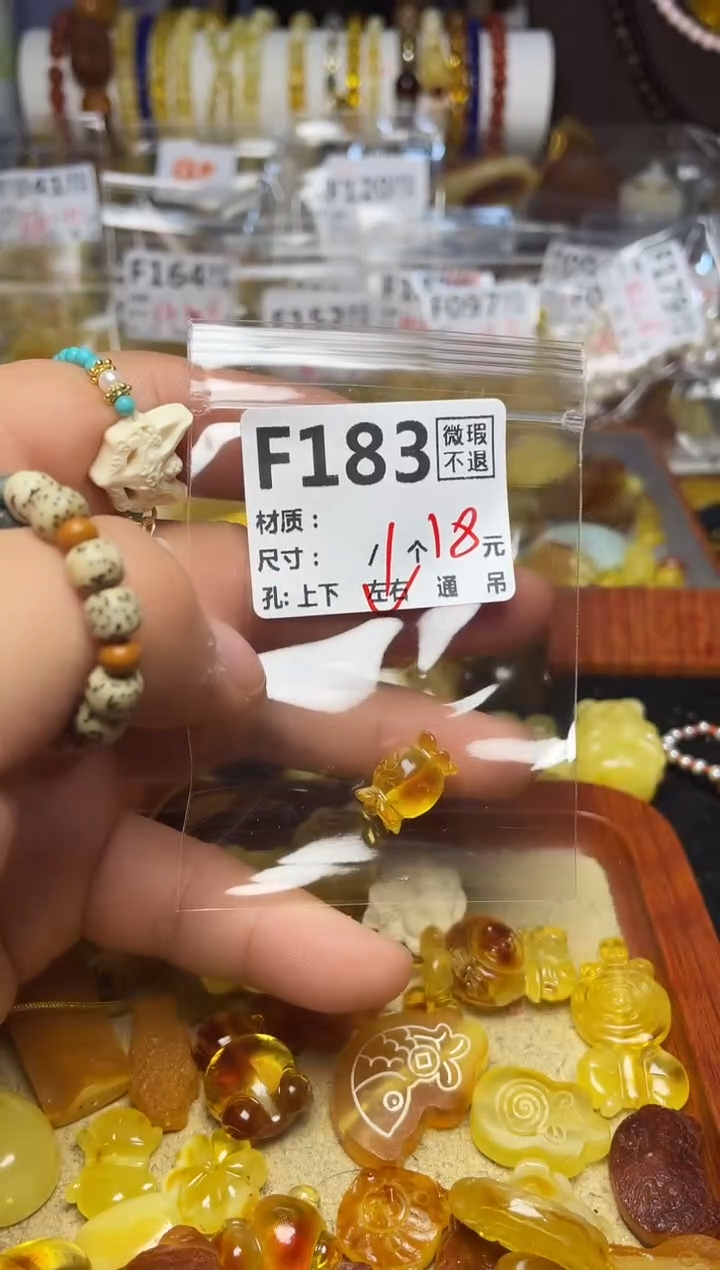 F120
F164
F097
F183
微瑕
不退
材质：
尺寸： / 个18元
孔: 上下 左右 通 吊